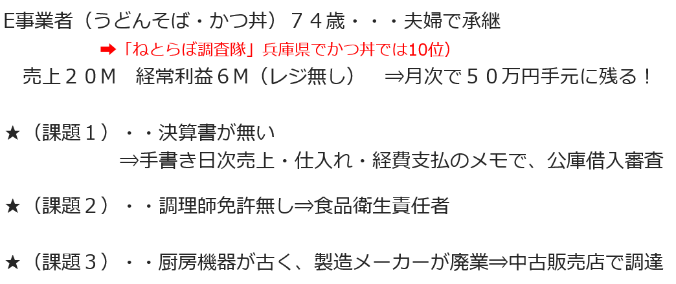 E事業者（うどんそば・かつ丼）７４歳・・・夫婦で承継
➡「ねとらぼ調査隊」兵庫県でかつ丼では10位）
売上２０M　経常利益６M（レジ無し）　⇒月次で５０万円手元に残る！
★（課題１）・・決算書が無い
⇒手書き日次売上・仕入れ・経費支払のメモで、公庫借入審査
★（課題２）・・調理師免許無し⇒食品衛生責任者
★（課題３）・・厨房機器が古く、製造メーカーが廃業⇒中古販売店で調達